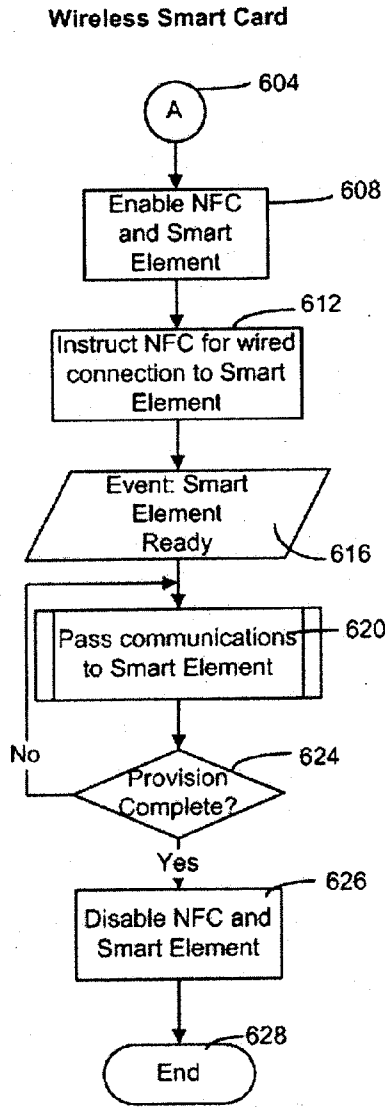 Wireless Smart Card
604
A
608
Enable NFC
and Smart
Element
612
Instruct NFC for wired
connection to Smart
Element
Event: Smart
Element
Ready
616
Pass communications
to Smart Element
620
624
No
Provision
Complete?
Yes
626
Disable NFC and
Smart Element
628
End